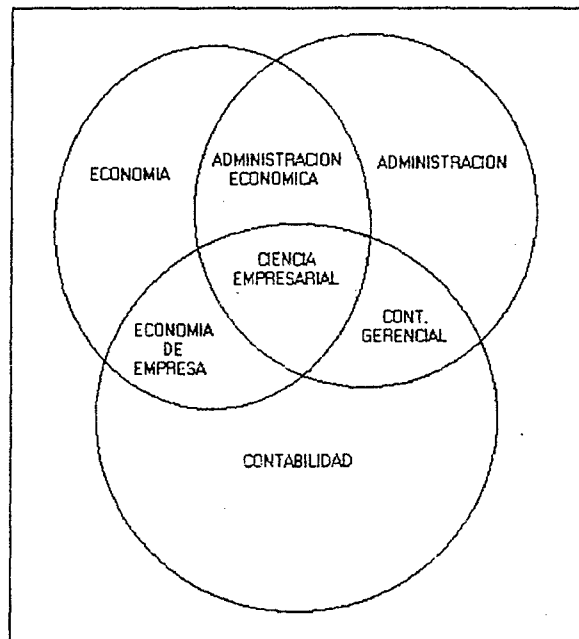 ECONOMIA
ADMINISTRACION
ECONOMICA
ADMINISTRACION
CIENCIA
EMPRESARIAL
ECONOMIA
DE
EMPRESA
CONT.
GERENCIAL
CONTABILIDAD